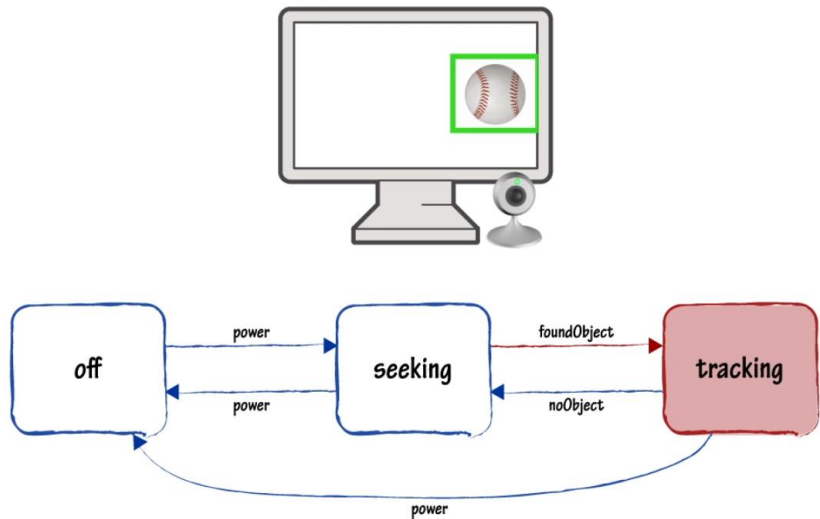 power
foundObject
off
seeking
tracking
power
noObject
power